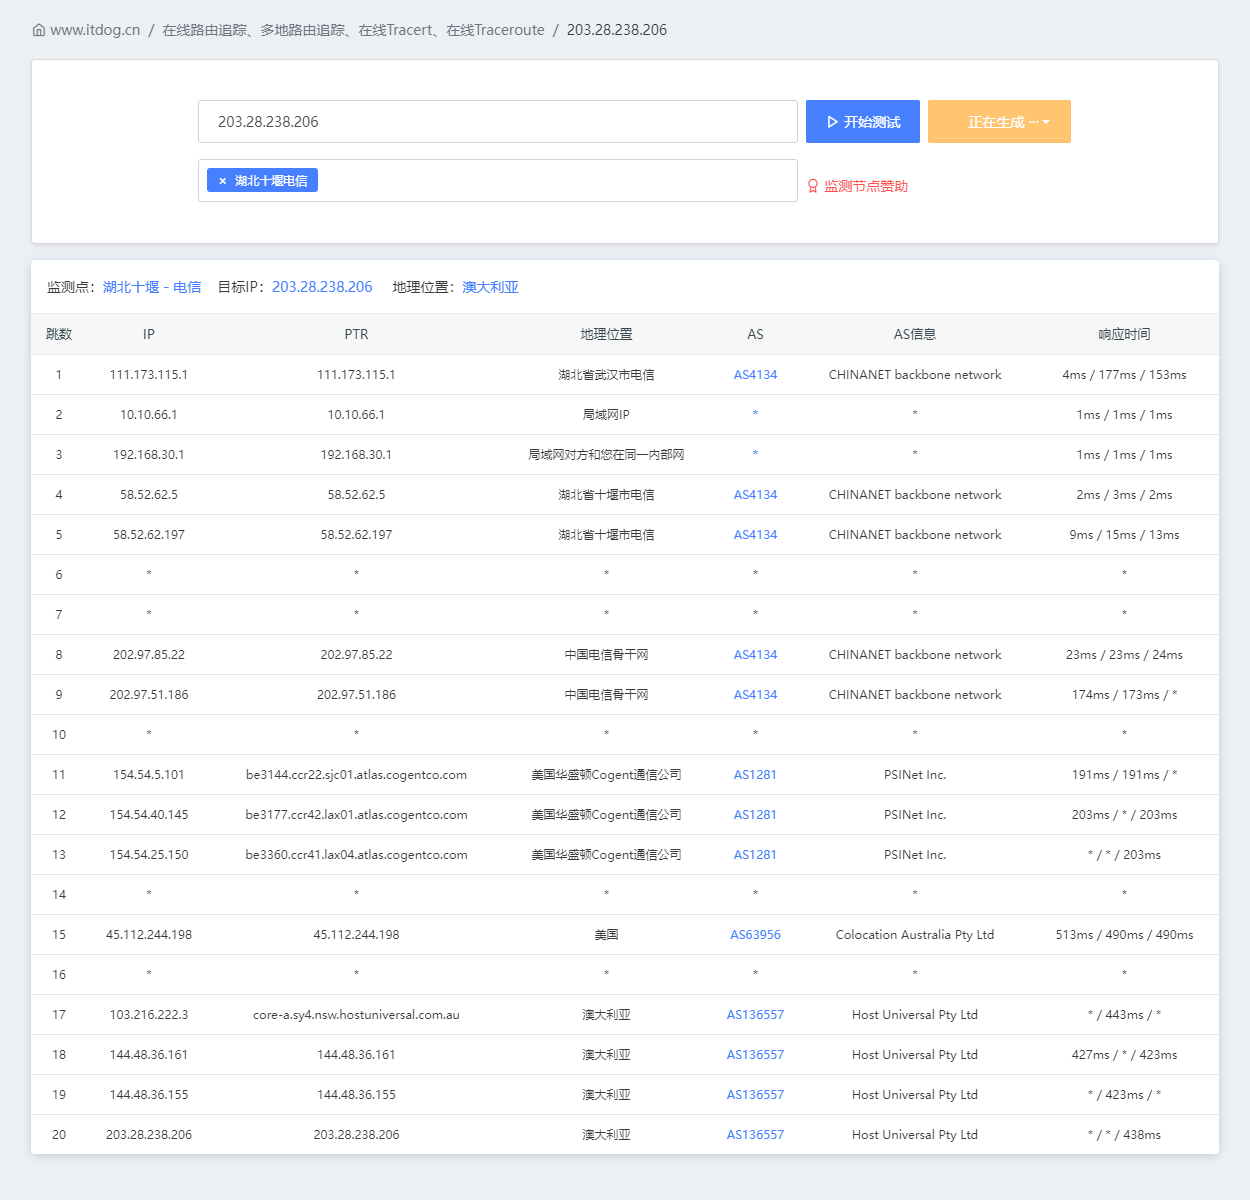 www.itdog.cn / 在线路由追踪、多地路由追踪、在线Tracert、在线Traceroute / 203.28.238.206
203.28.238.206 开始测试 正在生成 ···
× 湖北十堰电信 监测节点赞助
监测点：湖北十堰 - 电信 目标IP：203.28.238.206 地理位置：澳大利亚
跳数 IP PTR 地理位置 AS AS信息 响应时间
1 111.173.115.1 111.173.115.1 湖北省武汉市电信 AS4134 CHINANET backbone network 4ms / 177ms / 153ms
2 10.10.66.1 10.10.66.1 局域网IP * * 1ms / 1ms / 1ms
3 192.168.30.1 192.168.30.1 局域网对方和您在同一内部网 * * 1ms / 1ms / 1ms
4 58.52.62.5 58.52.62.5 湖北省十堰市电信 AS4134 CHINANET backbone network 2ms / 3ms / 2ms
5 58.52.62.197 58.52.62.197 湖北省十堰市电信 AS4134 CHINANET backbone network 9ms / 15ms / 13ms
6 * * * * * *
7 * * * * * *
8 202.97.85.22 202.97.85.22 中国电信骨干网 AS4134 CHINANET backbone network 23ms / 23ms / 24ms
9 202.97.51.186 202.97.51.186 中国电信骨干网 AS4134 CHINANET backbone network 174ms / 173ms / *
10 * * * * * *
11 154.54.5.101 be3144.ccr22.sjc01.atlas.cogentco.com 美国华盛顿Cogent通信公司 AS1281 PSINet Inc. 191ms / 191ms / *
12 154.54.40.145 be3177.ccr42.lax01.atlas.cogentco.com 美国华盛顿Cogent通信公司 AS1281 PSINet Inc. 203ms / * / 203ms
13 154.54.25.150 be3360.ccr41.lax04.atlas.cogentco.com 美国华盛顿Cogent通信公司 AS1281 PSINet Inc. * / * / 203ms
14 * * * * * *
15 45.112.244.198 45.112.244.198 美国 AS63956 Colocation Australia Pty Ltd 513ms / 490ms / 490ms
16 * * * * * *
17 103.216.222.3 core-a.sy4.nsw.hostuniversal.com.au 澳大利亚 AS136557 Host Universal Pty Ltd * / 443ms / *
18 144.48.36.161 144.48.36.161 澳大利亚 AS136557 Host Universal Pty Ltd 427ms / * / 423ms
19 144.48.36.155 144.48.36.155 澳大利亚 AS136557 Host Universal Pty Ltd * / 423ms / *
20 203.28.238.206 203.28.238.206 澳大利亚 AS136557 Host Universal Pty Ltd * / * / 438ms